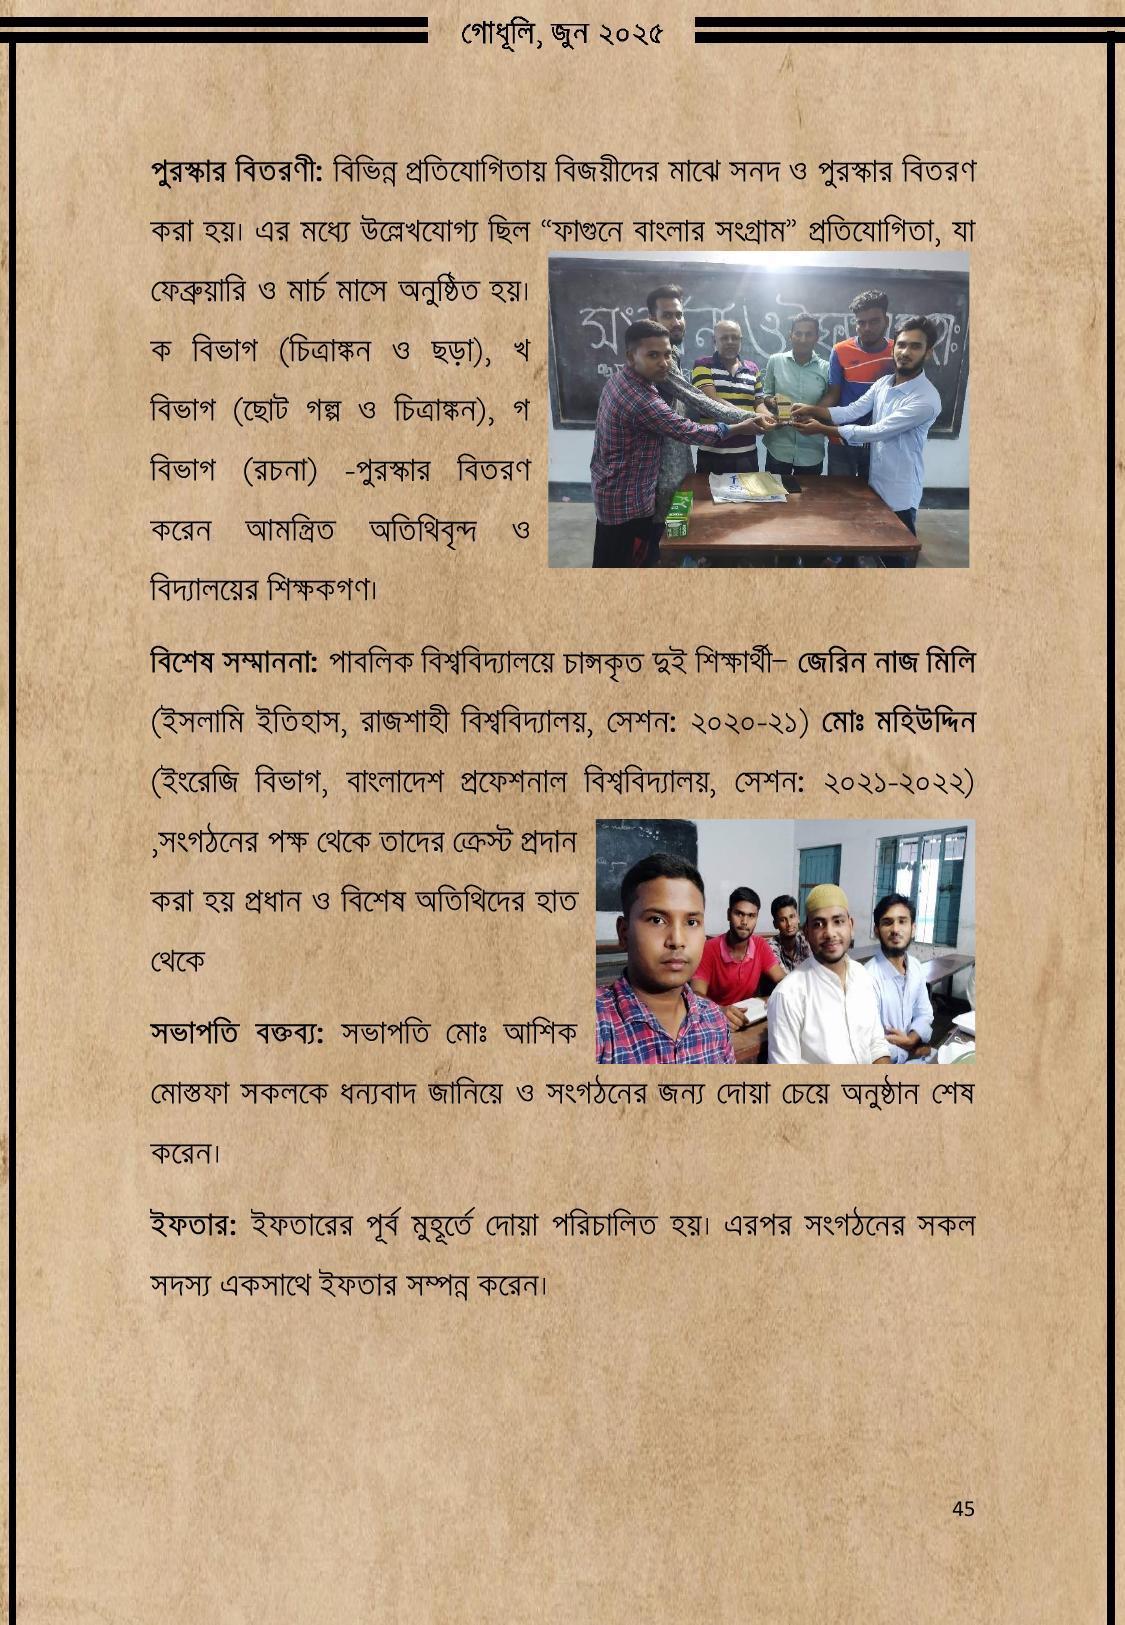 গোধূলি, জুন ২০২৫
পুরস্কার বিতরণী: বিভিন্ন প্রতিযোগিতায় বিজয়ীদের মাঝে সনদ ও পুরস্কার বিতরণ
করা হয়। এর মধ্যে উল্লেখযোগ্য ছিল “ফাগুনে বাংলার সংগ্রাম” প্রতিযোগিতা, যা
ফেব্রুয়ারি ও মার্চ মাসে অনুষ্ঠিত হয়।
ক বিভাগ (চিত্রাঙ্কন ও ছড়া), খ
বিভাগ (ছোট গল্প ও চিত্রাঙ্কন), গ
বিভাগ (রচনা) -পুরস্কার বিতরণ
করেন আমন্ত্রিত অতিথিবৃন্দ ও
বিদ্যালয়ের শিক্ষকগণ।
বিশেষ সম্মাননা: পাবলিক বিশ্ববিদ্যালয়ে চান্সকৃত দুই শিক্ষার্থী– জেরিন নাজ মিলি
(ইসলামি ইতিহাস, রাজশাহী বিশ্ববিদ্যালয়, সেশন: ২০২০-২১) মোঃ মহিউদ্দিন
(ইংরেজি বিভাগ, বাংলাদেশ প্রফেশনাল বিশ্ববিদ্যালয়, সেশন: ২০২১-২০২২)
,সংগঠনের পক্ষ থেকে তাদের ক্রেস্ট প্রদান
করা হয় প্রধান ও বিশেষ অতিথিদের হাত
থেকে
সভাপতি বক্তব্য: সভাপতি মোঃ আশিক
মোস্তফা সকলকে ধন্যবাদ জানিয়ে ও সংগঠনের জন্য দোয়া চেয়ে অনুষ্ঠান শেষ
করেন।
ইফতার: ইফতারের পূর্ব মুহূর্তে দোয়া পরিচালিত হয়। এরপর সংগঠনের সকল
সদস্য একসাথে ইফতার সম্পন্ন করেন।
45